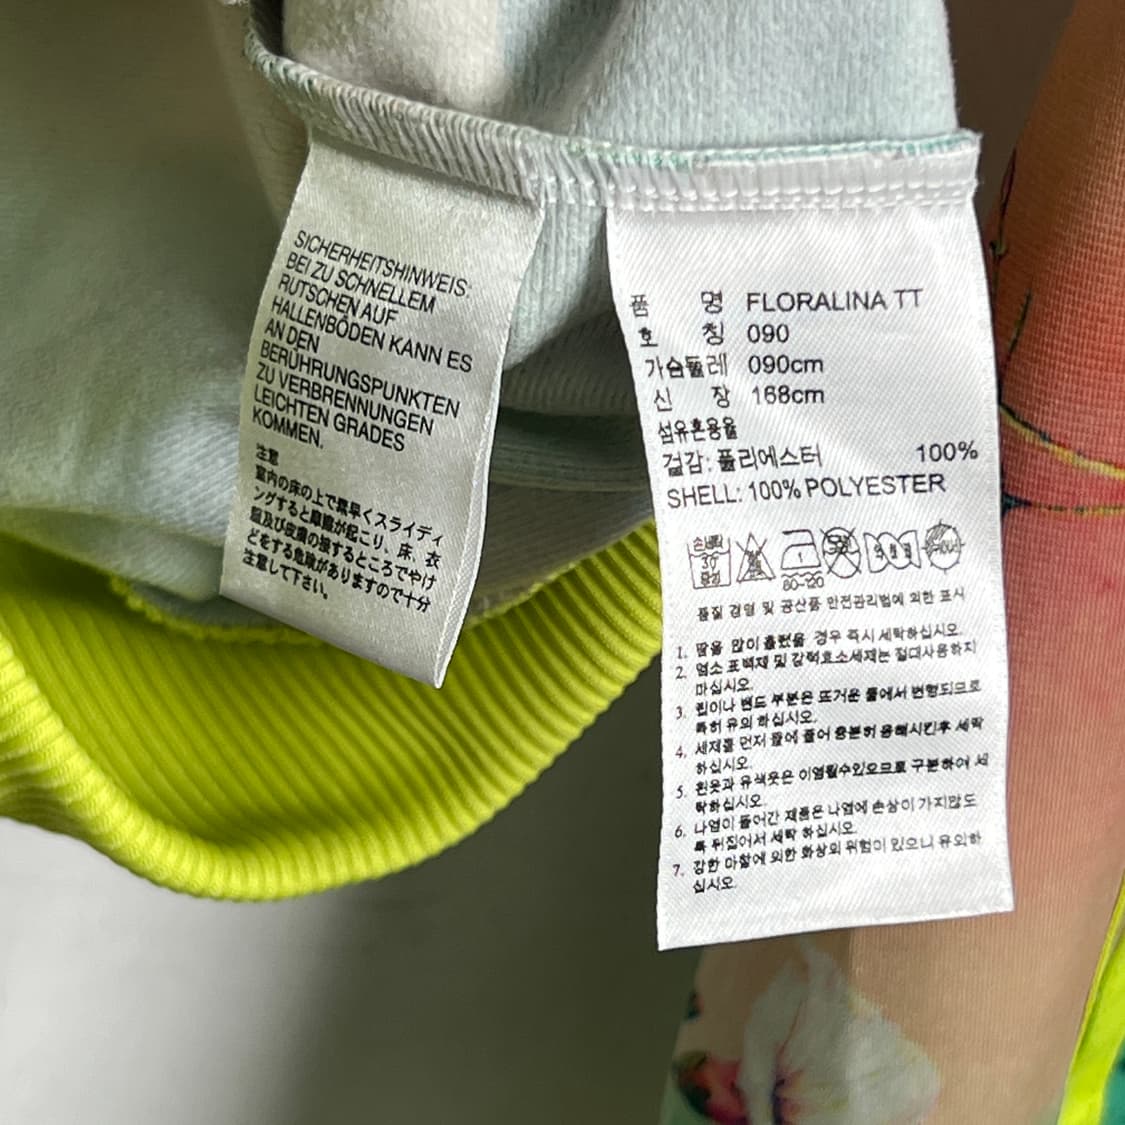 SICHERHEITSHINWEIS:
BEI ZU SCHNELLEM
RUTSCHEN AUF
HALLENBÖDEN KANN ES
AN DEN
BERÜHRUNGSPUNKTEN
ZU VERBRENNUNGEN
LEICHTEN GRADES
KOMMEN.
注意
室内の床の上で素早くスライディ
ングすると摩擦が起こり、床、衣
服及び皮膚の接するところでやけ
どをする危険がありますので十分
注意して下さい。
품 명 FLORALINA TT
호 칭 090
가슴둘레 090cm
신 장 168cm
섬유혼용율
겉감: 폴리에스터 100%
SHELL: 100% POLYESTER
손세탁
30
중성
80~120
품질 경영 및 공산품 안전관리법에 의한 표시
1. 땀을 많이 흘렸을 경우 즉시 세탁하십시오.
2. 염소 표백제 및 강력효소세제는 절대사용하지
마십시오.
3. 립이나 밴드 부분은 뜨거운 물에서 변형되므로
특히 유의 하십시오.
4. 세제를 먼저 물에 풀어 충분히 용해시킨후 세탁
하십시오.
5. 흰옷과 유색옷은 이염될수있으므로 구분하여 세
탁하십시오.
6. 나염이 들어간 제품은 나염에 손상이 가지않도
록 뒤집어서 세탁 하십시오.
7. 강한 마찰에 의한 화상의 위험이 있으니 유의하
십시오.